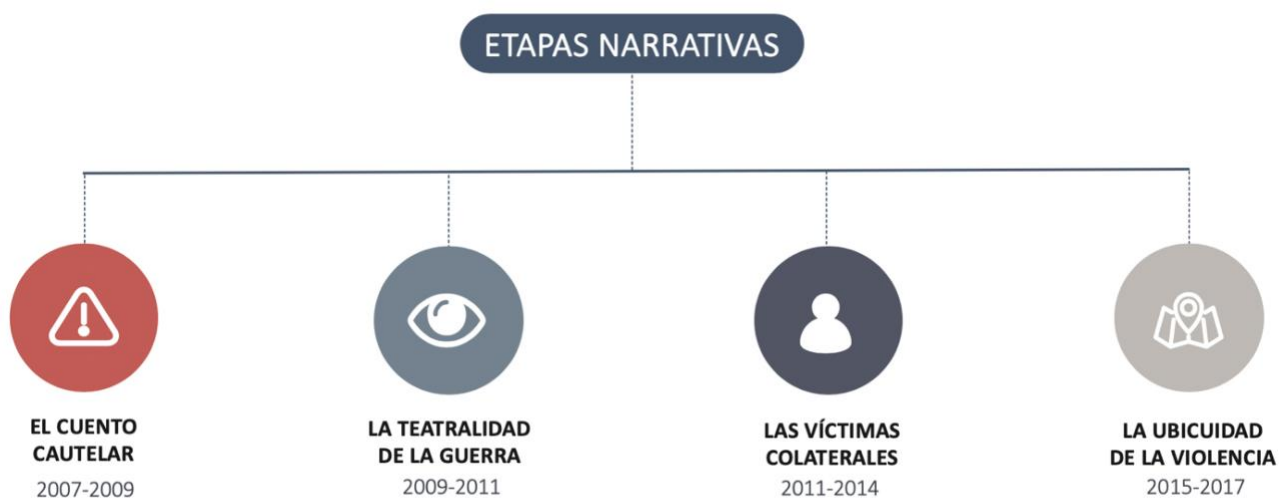 ETAPAS NARRATIVAS
EL CUENTO
CAUTELAR
2007-2009
LA TEATRALIDAD
DE LA GUERRA
2009-2011
LAS VÍCTIMAS
COLATERALES
2011-2014
LA UBICUIDAD
DE LA VIOLENCIA
2015-2017